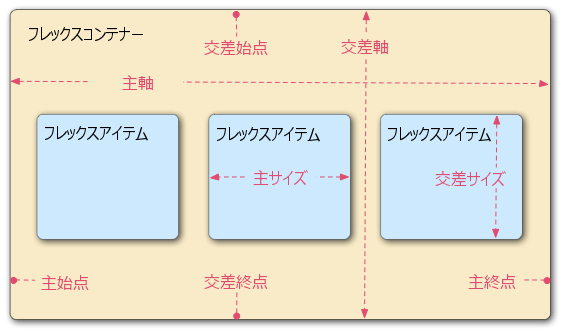 フレックスコンテナー
交差始点
交差軸
主軸
フレックスアイテム
フレックスアイテム
フレックスアイテム
主サイズ
交差サイズ
主始点
交差終点
主終点